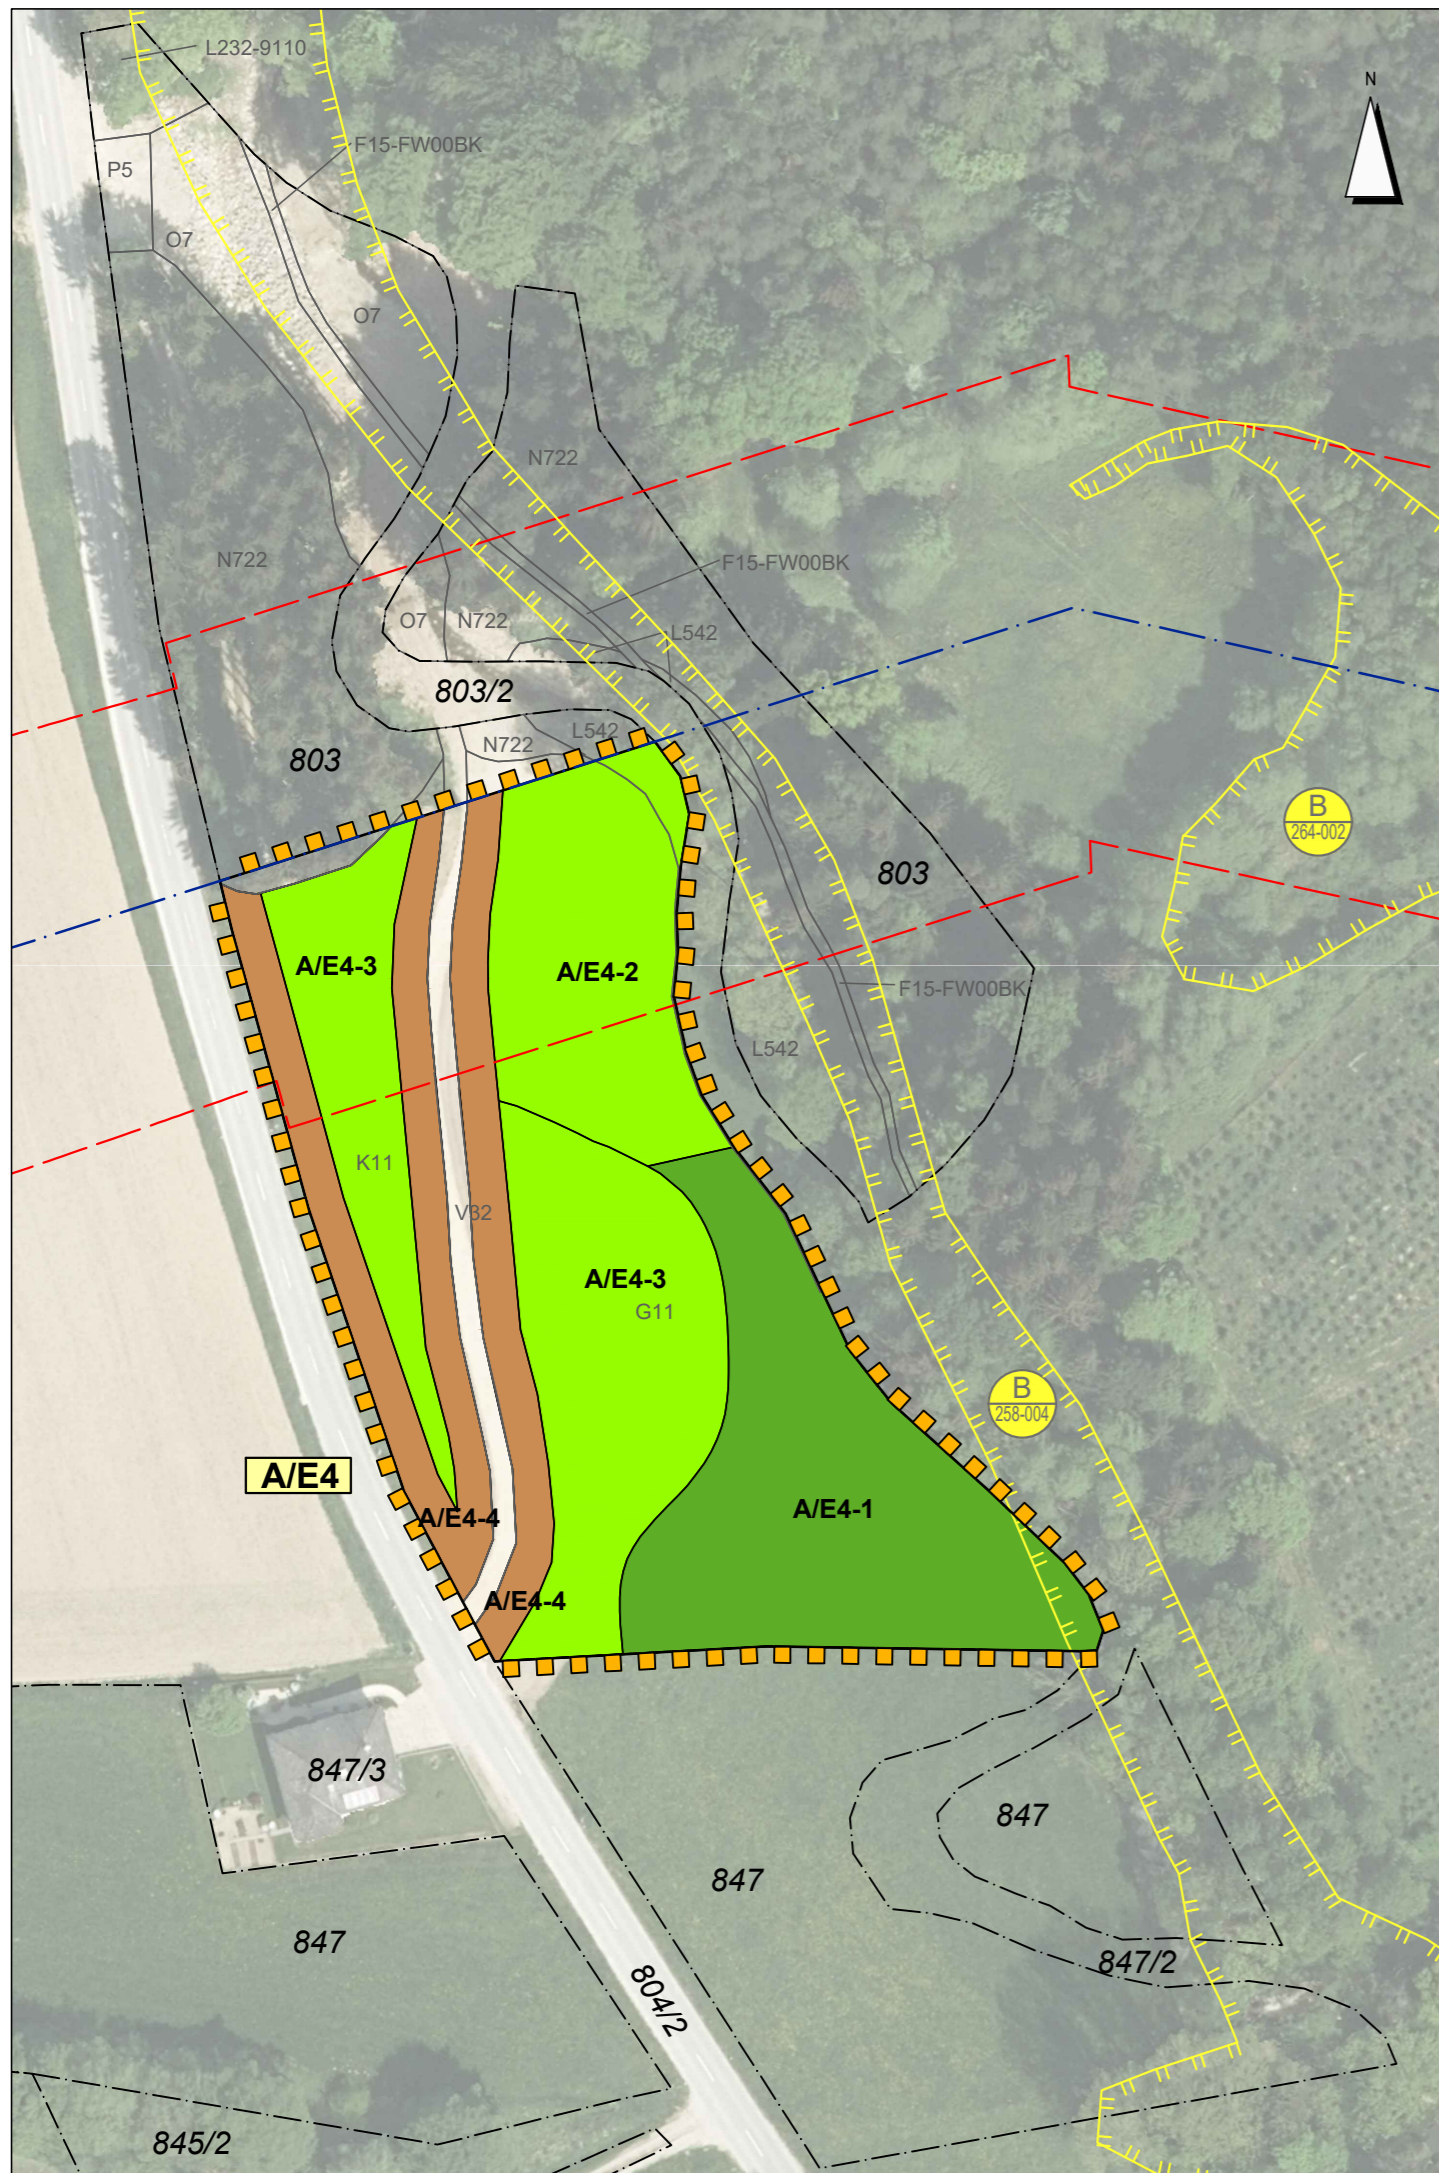 L232-9110
N
F15-FW00BK
P5
O7
O7
N722
N722
F15-FW00BK
O7
N722
L542
803/2
L542
N722
803
B
264-002
803
A/E4-3
A/E4-2
F15-FW00BK
L542
K11
V32
A/E4-3
G11
B
258-004
A/E4
A/E4-4
A/E4-1
A/E4-4
847/3
847
847
847
847/2
804/2
845/2